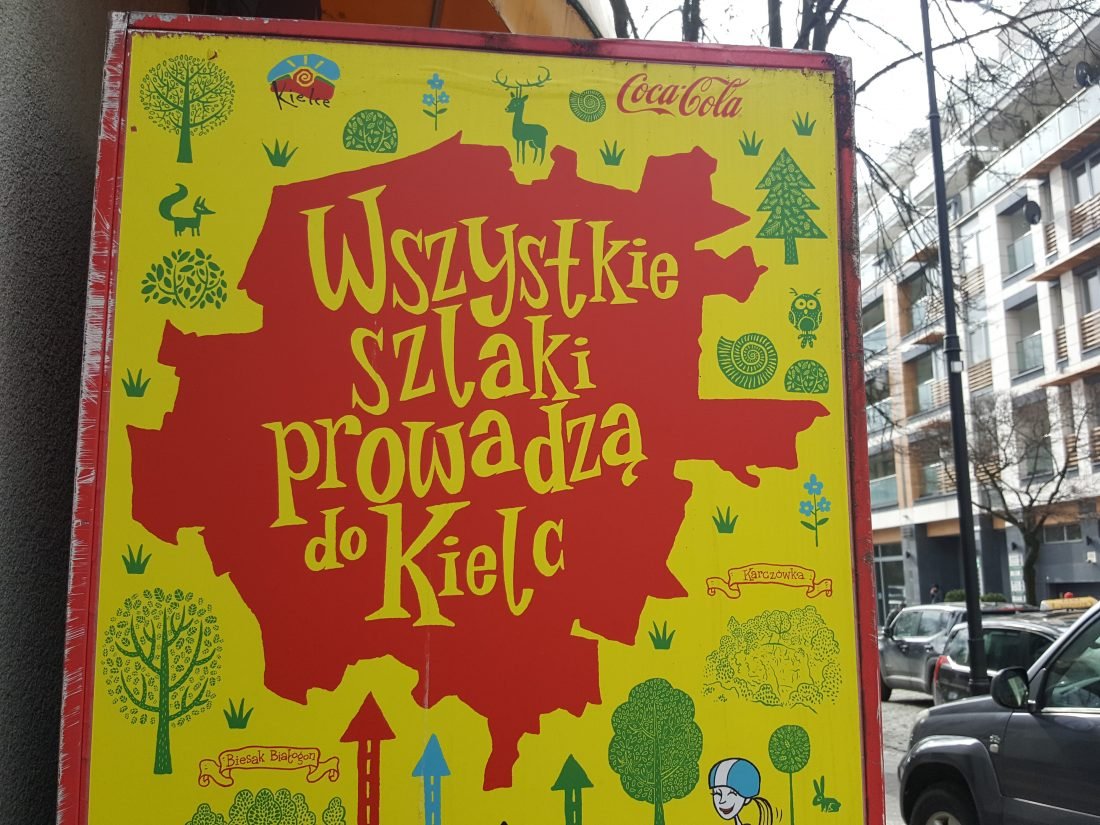 Kielce
Coca-Cola
Wszystkie
szlaki
prowadzą
do Kielc
Karczówka
Biesak Białogon